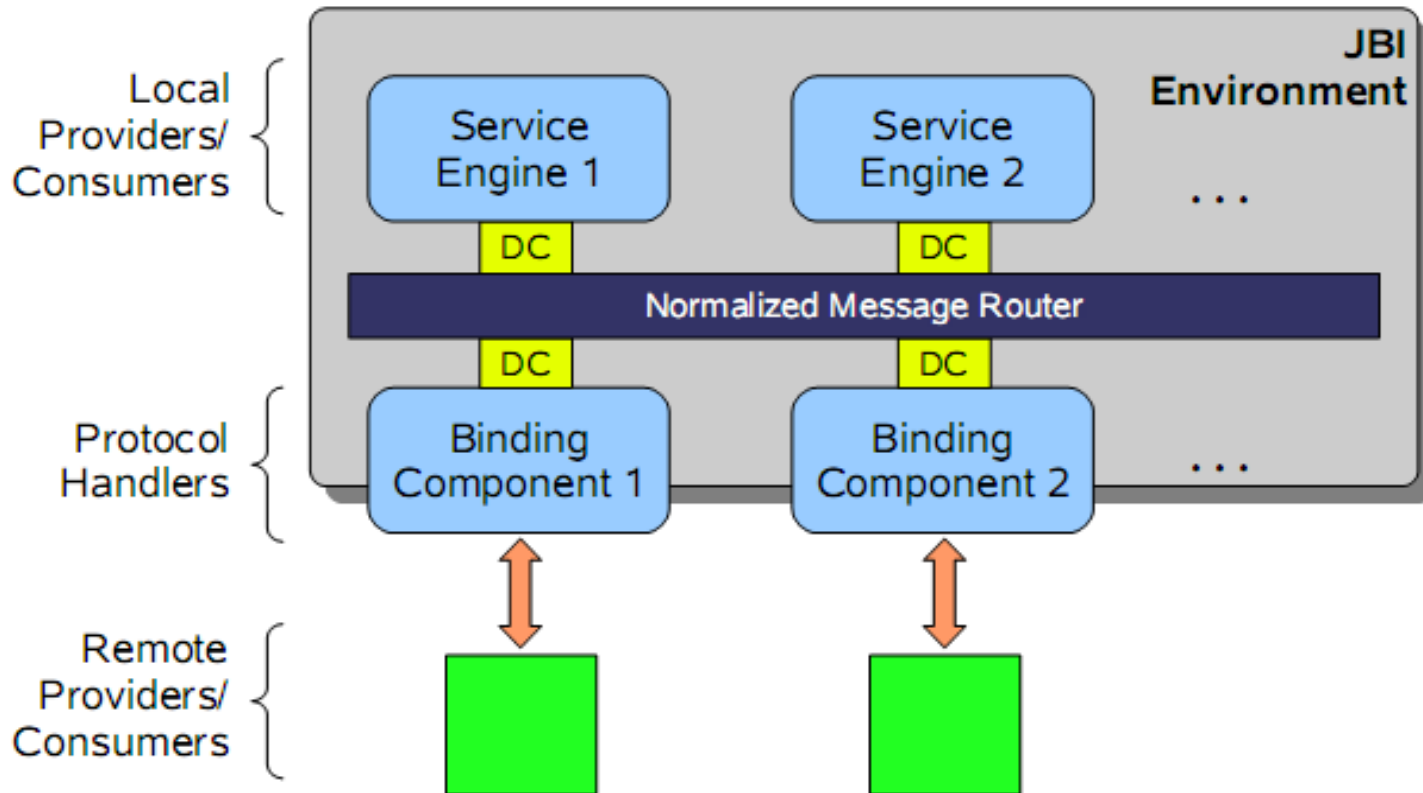 JBI
Environment
Local
Providers/
Consumers
Service
Engine 1
Service
Engine 2
...
DC
DC
Normalized Message Router
DC
DC
Protocol
Handlers
Binding
Component 1
Binding
Component 2
...
Remote
Providers/
Consumers